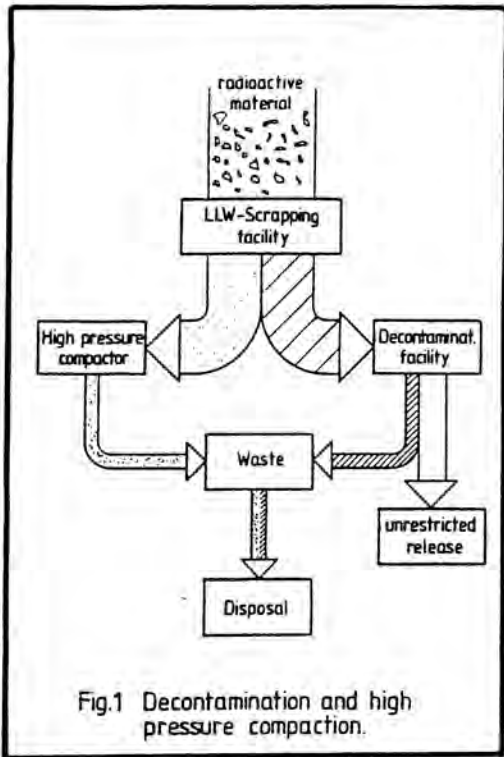 radioactive
material
LLW-Scrapping
facility
High pressure
compactor
Decontaminat.
facility
Waste
unrestricted
release
Disposal
Fig.1 Decontamination and high
pressure compaction.